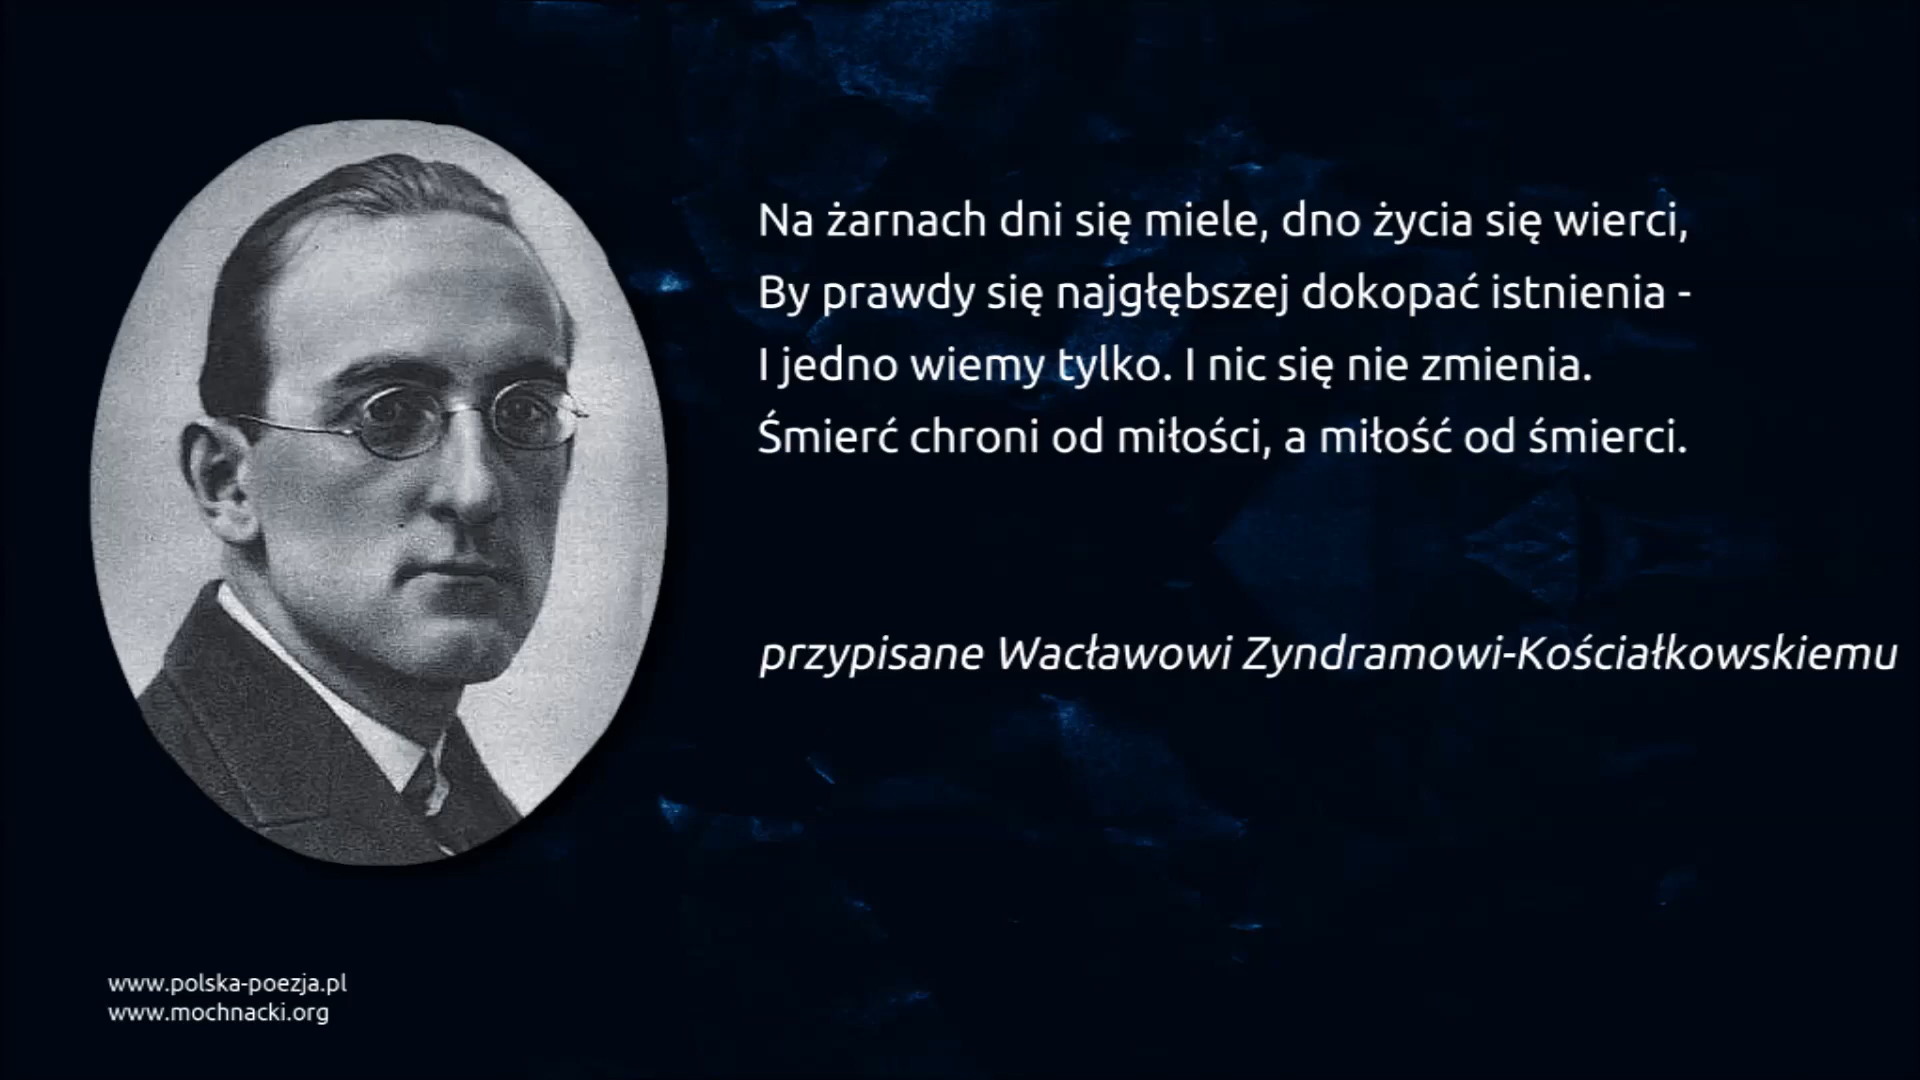 Na żarnach dni się miele, dno życia się wierci,
By prawdy się najgłębszej dokopać istnienia -
I jedno wiemy tylko. I nic się nie zmienia.
Śmierć chroni od miłości, a miłość od śmierci.
przypisane Wacławowi Zyndramowi-Kościałkowskiemu
www.polska-poezja.pl
www.mochnacki.org